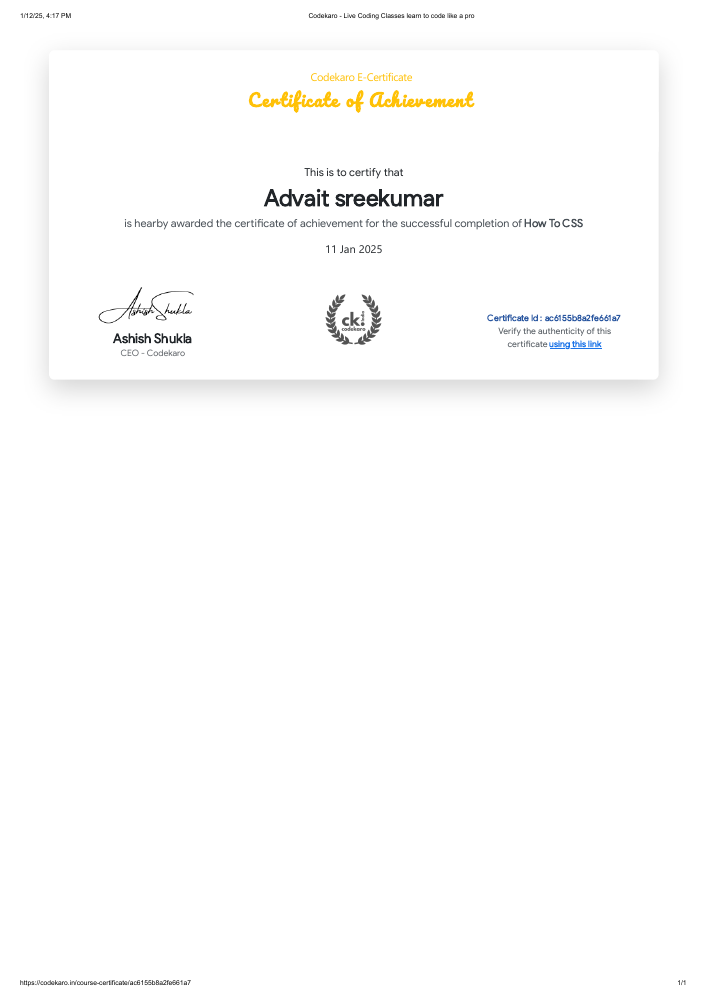 1/12/25, 4:17 PM
Codekaro - Live Coding Classes learn to code like a pro
Codekaro E-Certificate
Certificate of Achievement
This is to certify that
Advait sreekumar
is hearby awarded the certificate of achievement for the successful completion of How To CSS
11 Jan 2025
Ashish Shukla
Ashish Shukla
CEO - Codekaro
ck!
codekaro
Certificate Id : ac6155b8a2fe661a7
Verify the authenticity of this
certificate using this link
https://codekaro.in/course-certificate/ac6155b8a2fe661a7
1/1